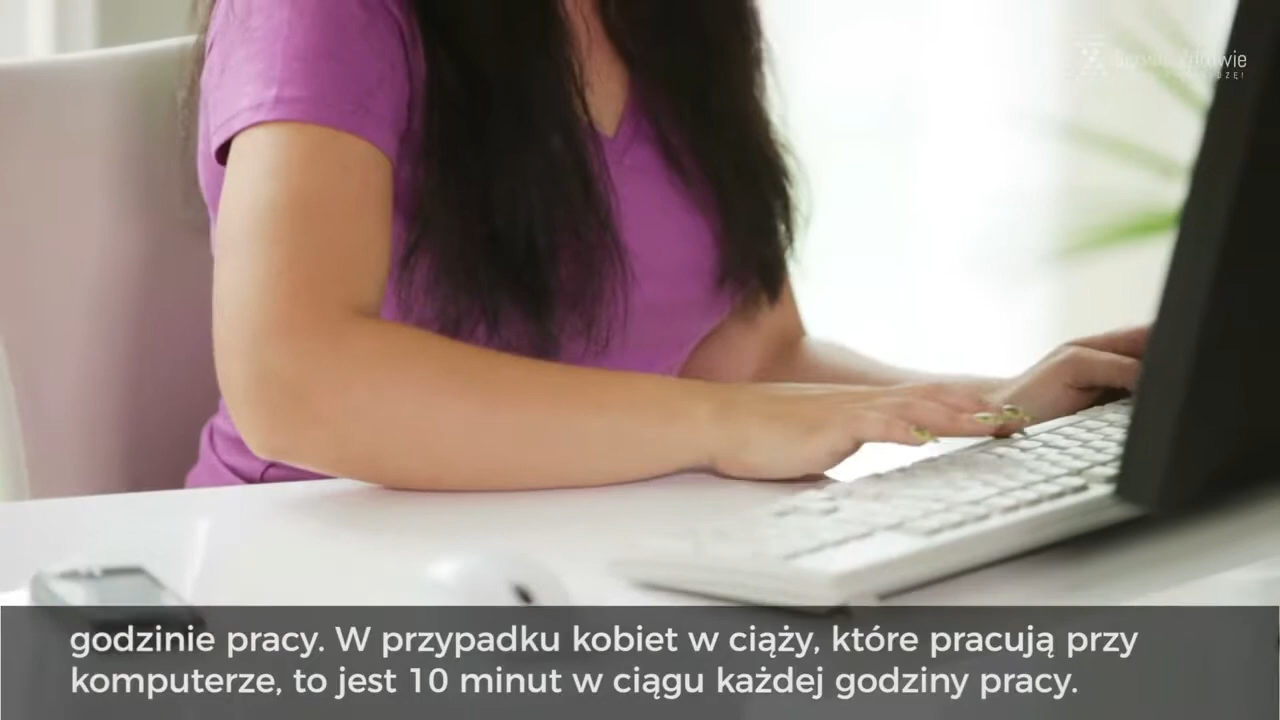 godzinie pracy. W przypadku kobiet w ciąży, które pracują przy
komputerze, to jest 10 minut w ciągu każdej godziny pracy.